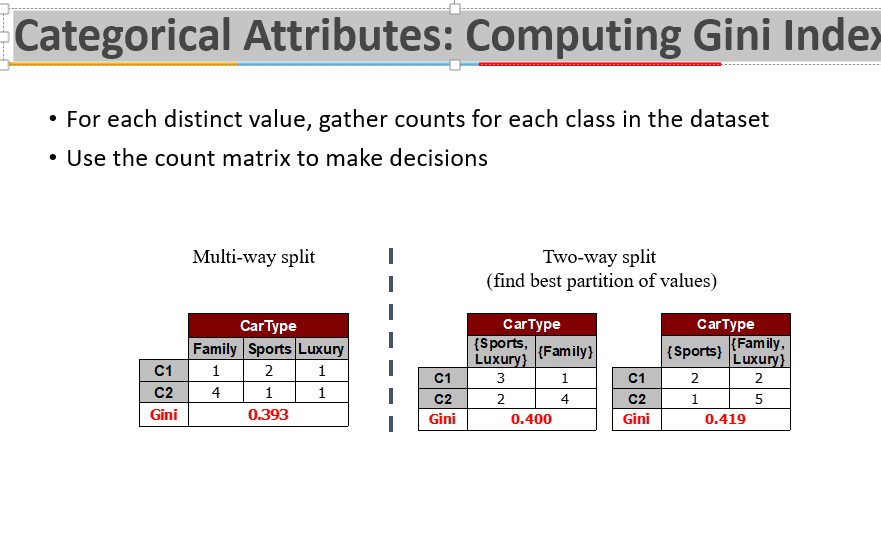 Categorical Attributes: Computing Gini Index
• For each distinct value, gather counts for each class in the dataset
• Use the count matrix to make decisions
Multi-way split
CarType
Family Sports Luxury
C1 1 2 1
C2 4 1 1
Gini 0.393
Two-way split
(find best partition of values)
CarType
{Sports,
Luxury} {Family}
C1 3 1
C2 2 4
Gini 0.400
CarType
{Sports} {Family,
Luxury}
C1 2 2
C2 1 5
Gini 0.419